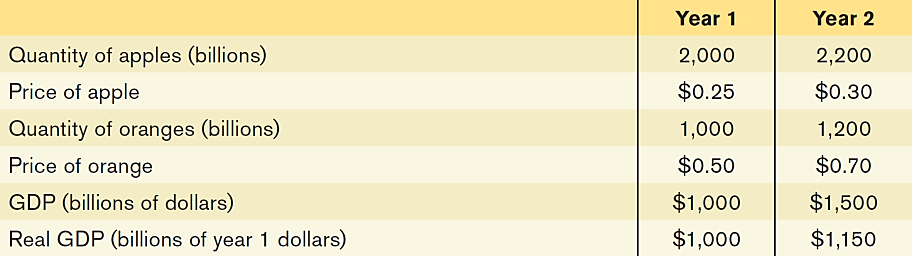 Year 1 Year 2
Quantity of apples (billions) 2,000 2,200
Price of apple $0.25 $0.30
Quantity of oranges (billions) 1,000 1,200
Price of orange $0.50 $0.70
GDP (billions of dollars) $1,000 $1,500
Real GDP (billions of year 1 dollars) $1,000 $1,150